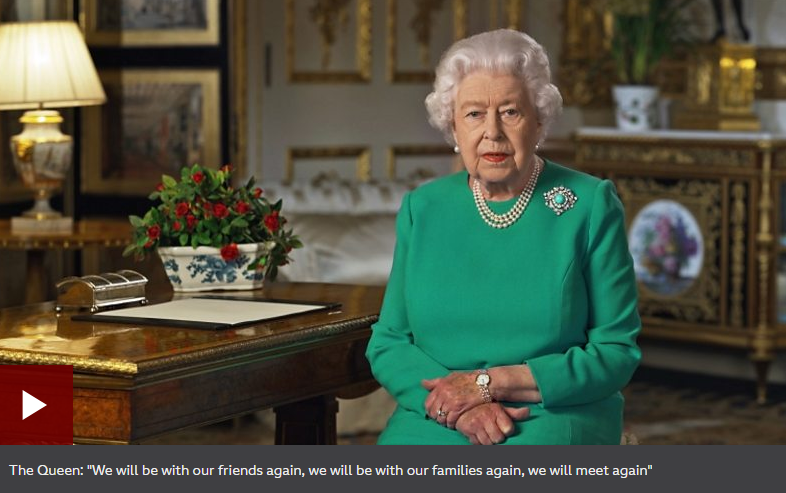 The Queen: "We will be with our friends again, we will be with our families again, we will meet again"